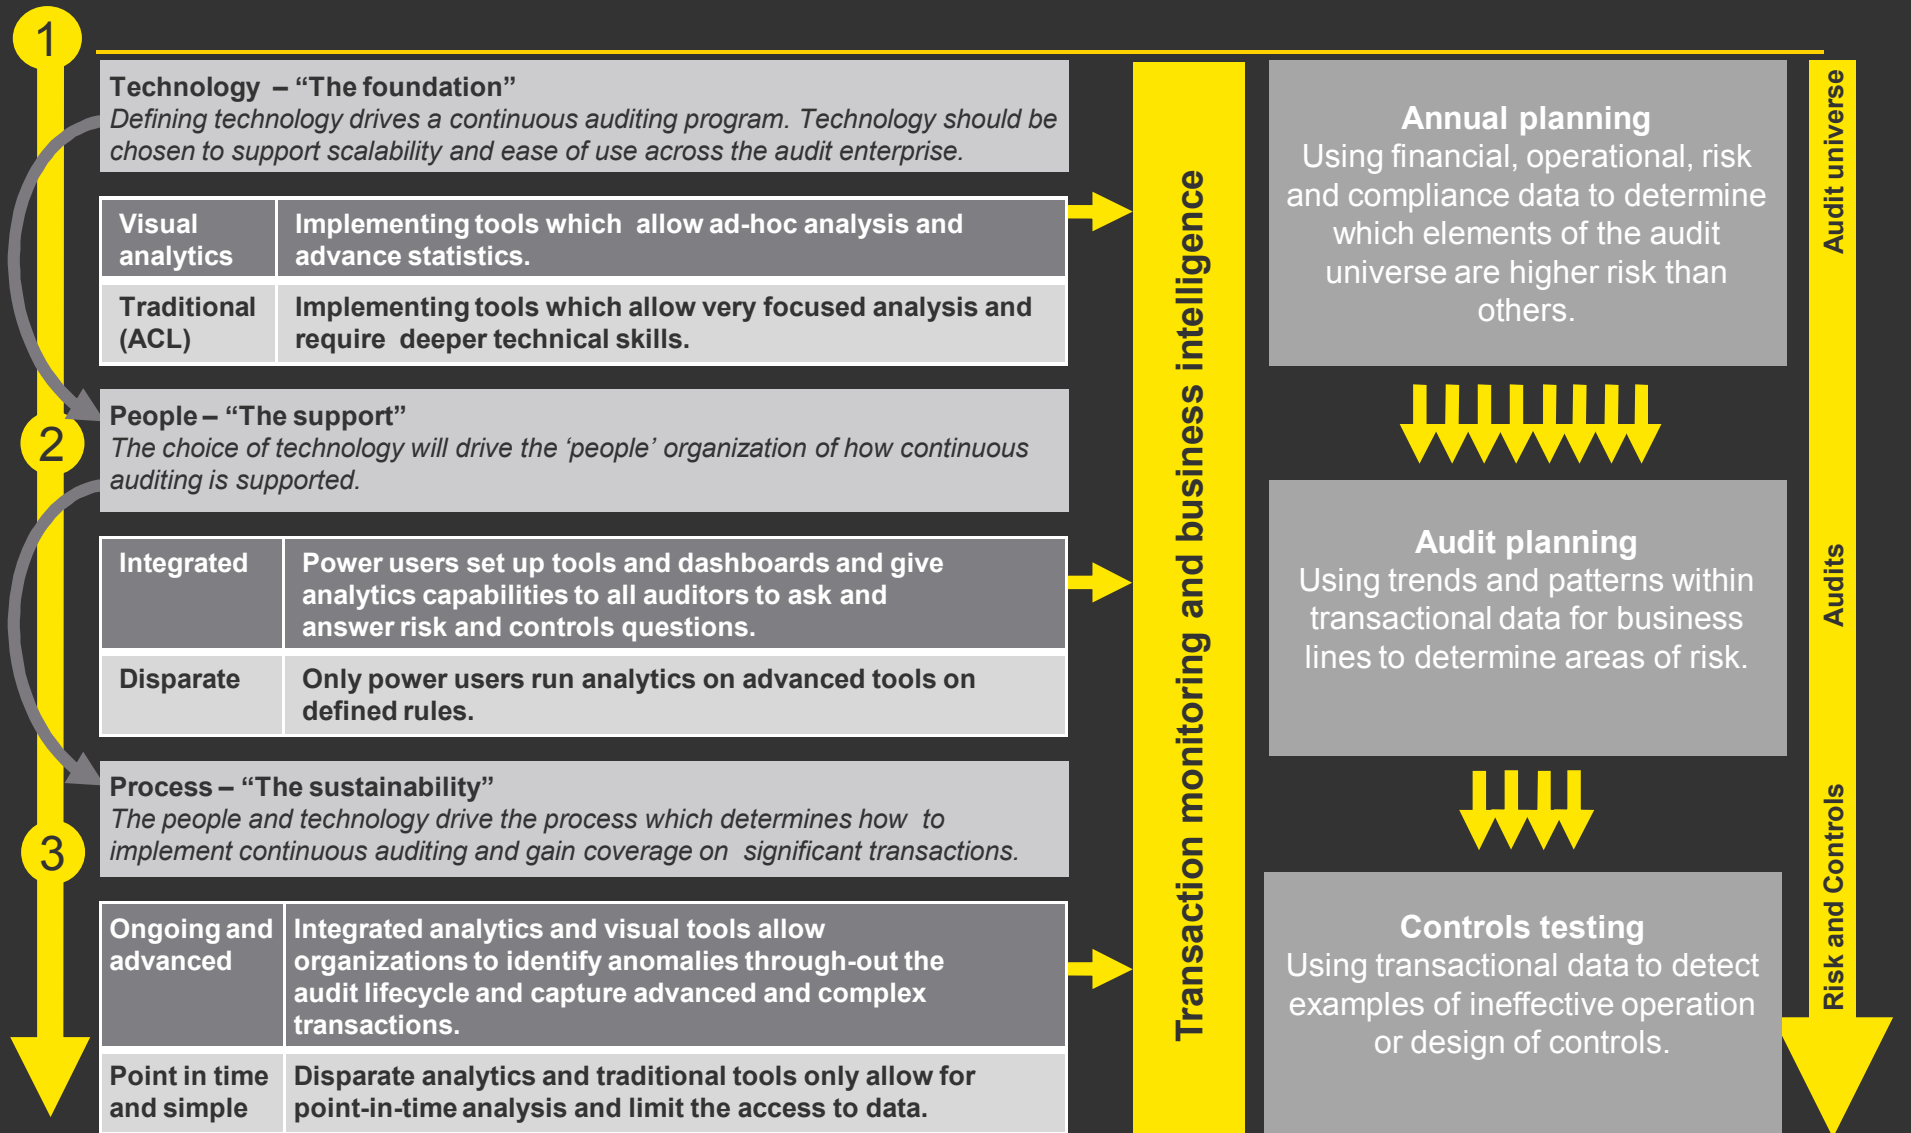 1
Technology – “The foundation”
Defining technology drives a continuous auditing program. Technology should be
chosen to support scalability and ease of use across the audit enterprise.
Visual
analytics
Implementing tools which allow ad-hoc analysis and
advance statistics.
Traditional
(ACL)
Implementing tools which allow very focused analysis and
require deeper technical skills.
2
People – “The support”
The choice of technology will drive the ‘people’ organization of how continuous
auditing is supported.
Integrated
Power users set up tools and dashboards and give
analytics capabilities to all auditors to ask and
answer risk and controls questions.
Disparate
Only power users run analytics on advanced tools on
defined rules.
3
Process – “The sustainability”
The people and technology drive the process which determines how to
implement continuous auditing and gain coverage on significant transactions.
Ongoing and
advanced
Integrated analytics and visual tools allow
organizations to identify anomalies through-out the
audit lifecycle and capture advanced and complex
transactions.
Point in time
and simple
Disparate analytics and traditional tools only allow for
point-in-time analysis and limit the access to data.
Transaction monitoring and business intelligence
Annual planning
Using financial, operational, risk
and compliance data to determine
which elements of the audit
universe are higher risk than
others.
Audit planning
Using trends and patterns within
transactional data for business
lines to determine areas of risk.
Controls testing
Using transactional data to detect
examples of ineffective operation
or design of controls.
Audit universe
Audits
Risk and Controls